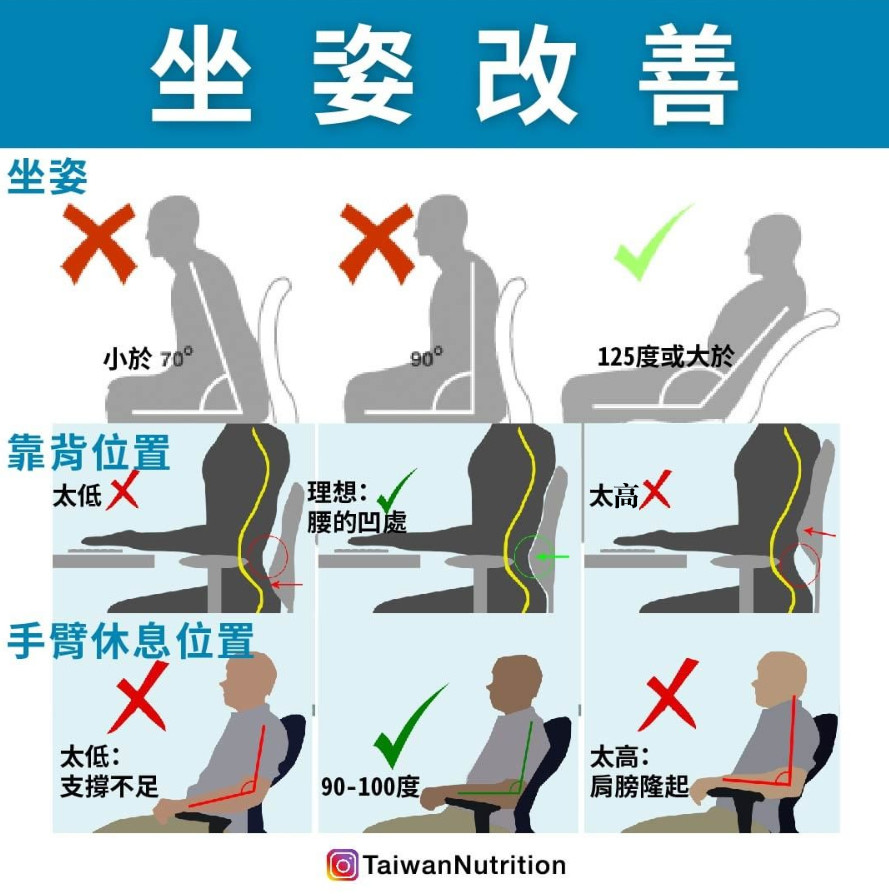 坐姿改善
坐姿
小於 70°
90°
125度或大於
靠背位置
太低
理想：
腰的凹處
太高
手臂休息位置
太低：
支撐不足
90-100度
太高：
肩膀隆起
TaiwanNutrition